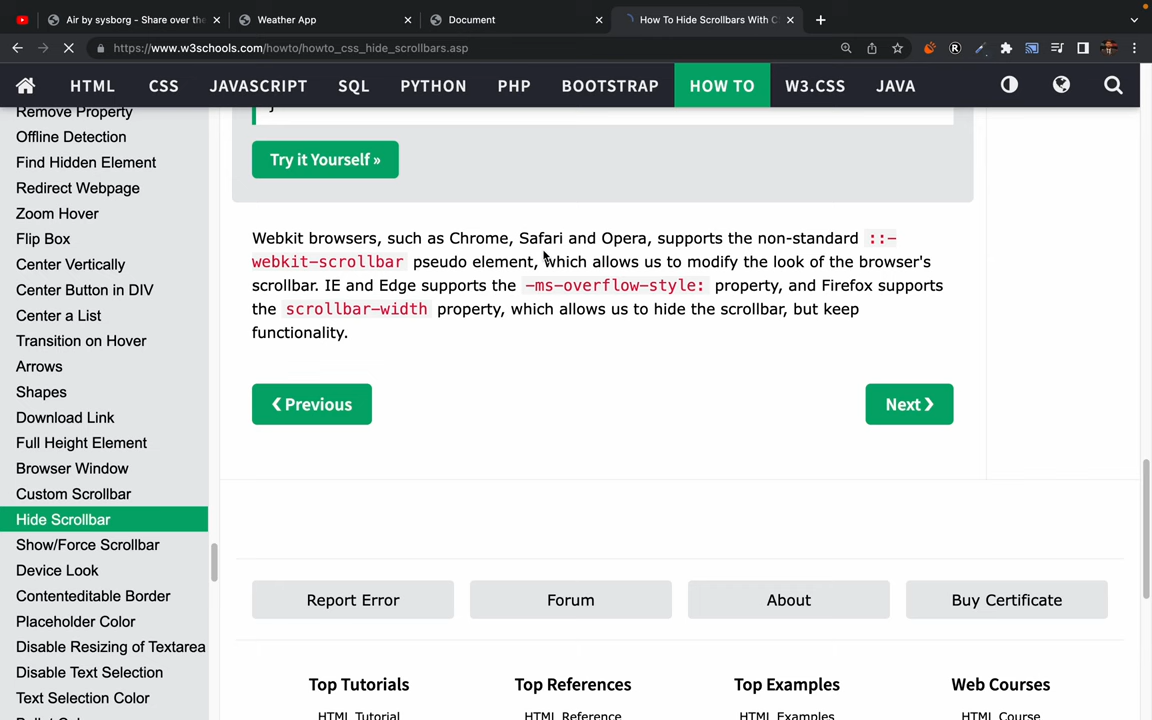 Air by sysborg - Share over the
Weather App
Document
How To Hide Scrollbars With C
https://www.w3schools.com/howto/howto_css_hide_scrollbars.asp
HTML CSS JAVASCRIPT SQL PYTHON PHP BOOTSTRAP HOW TO W3.CSS JAVA
Remove Property
Offline Detection
Find Hidden Element
Redirect Webpage
Zoom Hover
Flip Box
Center Vertically
Center Button in DIV
Center a List
Transition on Hover
Arrows
Shapes
Download Link
Full Height Element
Browser Window
Custom Scrollbar
Hide Scrollbar
Show/Force Scrollbar
Device Look
Contenteditable Border
Placeholder Color
Disable Resizing of Textarea
Disable Text Selection
Text Selection Color
}
Try it Yourself »
Webkit browsers, such as Chrome, Safari and Opera, supports the non-standard ::-
webkit-scrollbar pseudo element, which allows us to modify the look of the browser's
scrollbar. IE and Edge supports the -ms-overflow-style: property, and Firefox supports
the scrollbar-width property, which allows us to hide the scrollbar, but keep
functionality.
❮ Previous
Next ❯
Report Error
Forum
About
Buy Certificate
Top Tutorials
Top References
Top Examples
Web Courses
HTML Tutorial
HTML Reference
HTML Examples
HTML Course